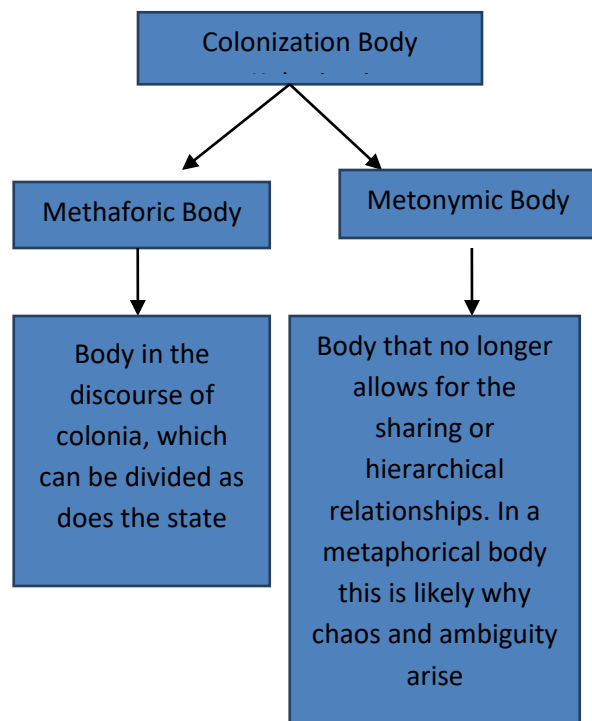 Colonization Body
Methaforic Body
Metonymic Body
Body in the
discourse of
colonia, which
can be divided as
does the state
Body that no longer
allows for the
sharing or
hierarchical
relationships. In a
metaphorical body
this is likely why
chaos and ambiguity
arise